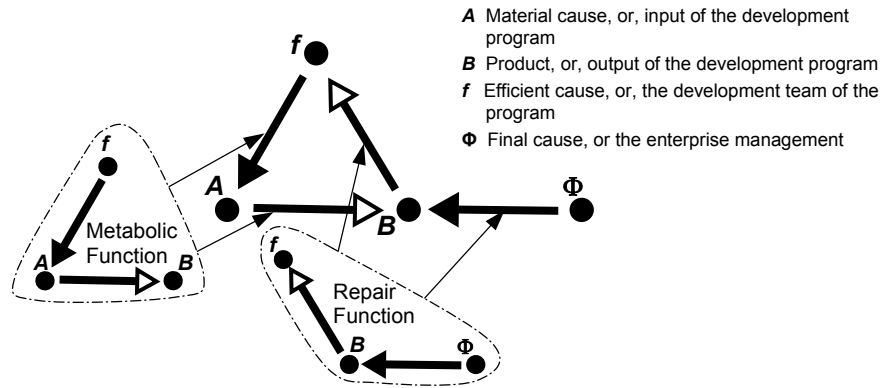 A Material cause, or, input of the development
program
B Product, or, output of the development program
f Efficient cause, or, the development team of the
program
Φ Final cause, or the enterprise management
f
A
B
Φ
f
Metabolic
Function
A
B
f
Repair
Function
B
Φ